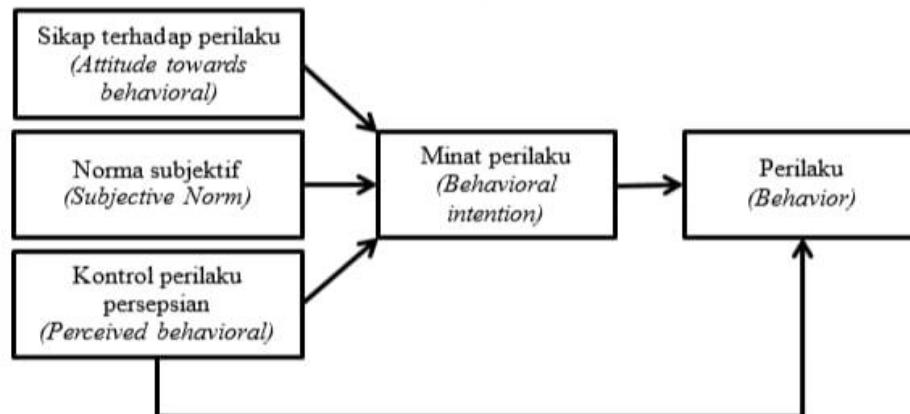 Sikap terhadap perilaku
(Attitude towards
behavioral)
Norma subjektif
(Subjective Norm)
Kontrol perilaku
persepsian
(Perceived behavioral)
Minat perilaku
(Behavioral
intention)
Perilaku
(Behavior)